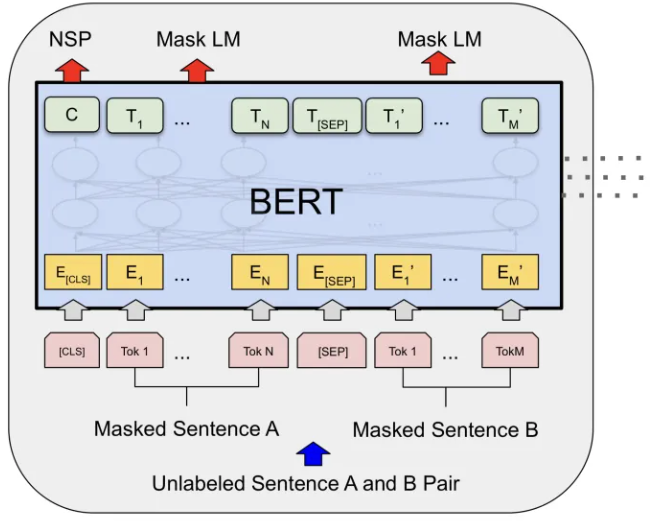 NSP Mask LM Mask LM
C T1 ... TN T[SEP] T1’ ... TM’
...
BERT
...
E[CLS] E1 ... EN E[SEP] E1’ ... EM’
[CLS] Tok 1 ... Tok N [SEP] Tok 1 ... TokM
Masked Sentence A Masked Sentence B
Unlabeled Sentence A and B Pair